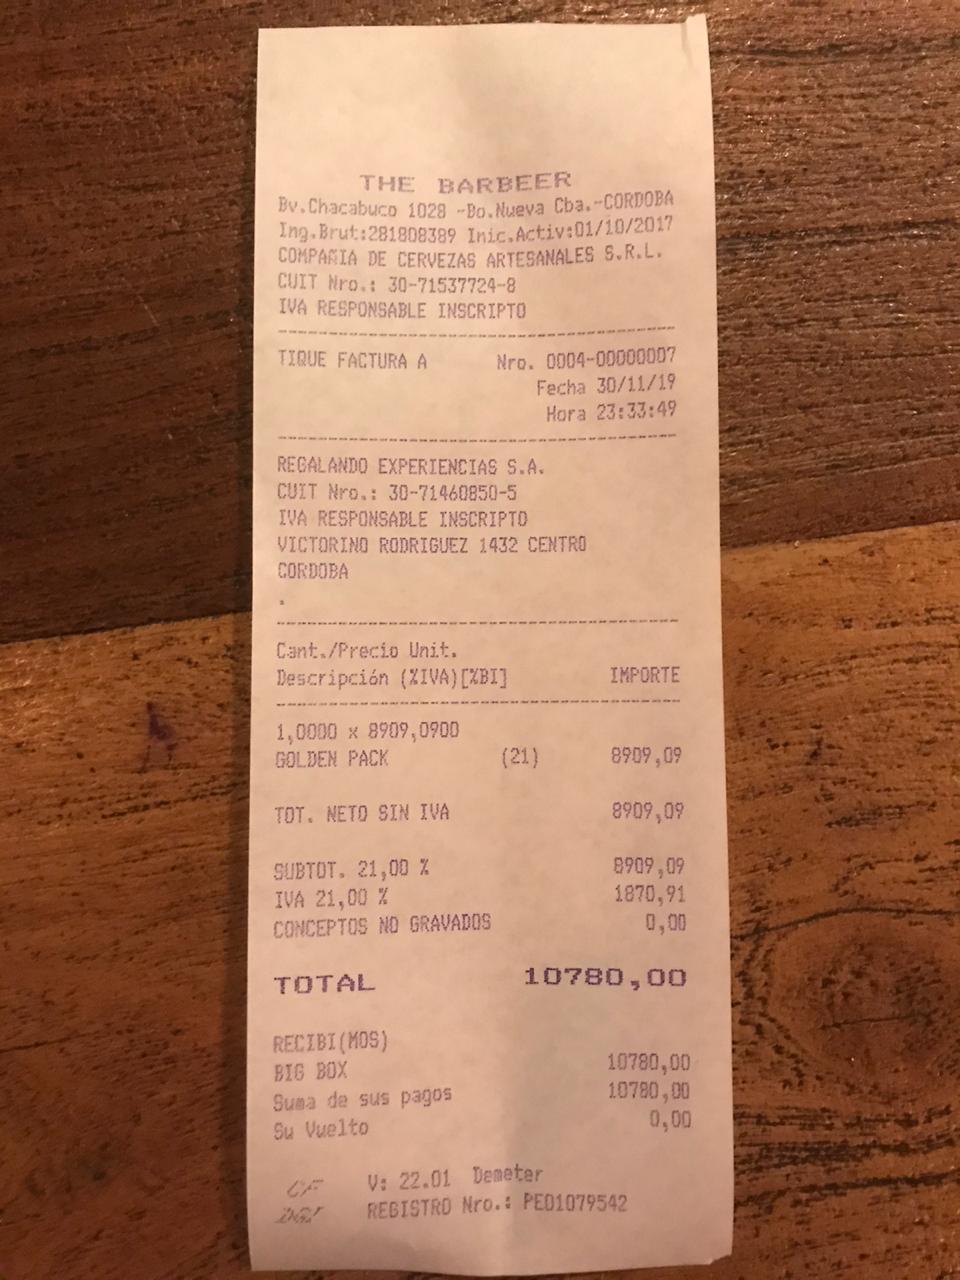 THE BARBEER
Bv.Chacabuco 1028 -Bo.Nueva Cba.-CORDOBA
Ing.Brut:281808389 Inic.Activ:01/10/2017
COMPAÑIA DE CERVEZAS ARTESANALES S.R.L.
CUIT Nro.: 30-71537724-8
IVA RESPONSABLE INSCRIPTO
TIQUE FACTURA A Nro. 0004-00000007
Fecha 30/11/19
Hora 23:33:49
REGALANDO EXPERIENCIAS S.A.
CUIT Nro.: 30-71460850-5
IVA RESPONSABLE INSCRIPTO
VICTORINO RODRIGUEZ 1432 CENTRO
CORDOBA
.
Cant./Precio Unit.
Descripción (%IVA)[%BI] IMPORTE
1,0000 x 8909,0900
GOLDEN PACK (21) 8909,09
TOT. NETO SIN IVA 8909,09
SUBTOT. 21,00 % 8909,09
IVA 21,00 % 1870,91
CONCEPTOS NO GRAVADOS 0,00
TOTAL 10780,00
RECIBI(MOS)
BIG BOX 10780,00
Suma de sus pagos 10780,00
Su Vuelto 0,00
CF V: 22.01 Demeter
DGI REGISTRO Nro.: PEO1079542